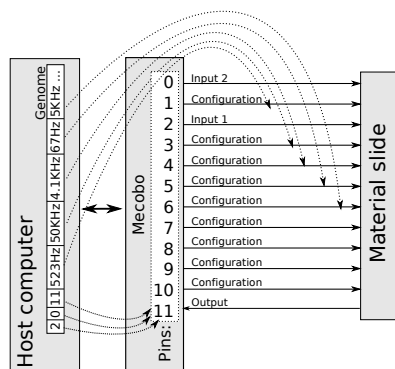 Host computer
Genome
2 0 11 523Hz 50KHz 4.1KHz 67Hz 5KHz ...
Mecobo
Pins:
0 Input 2
1 Configuration
2 Input 1
3 Configuration
4 Configuration
5 Configuration
6 Configuration
7 Configuration
8 Configuration
9 Configuration
10 Configuration
11 Output
Material slide